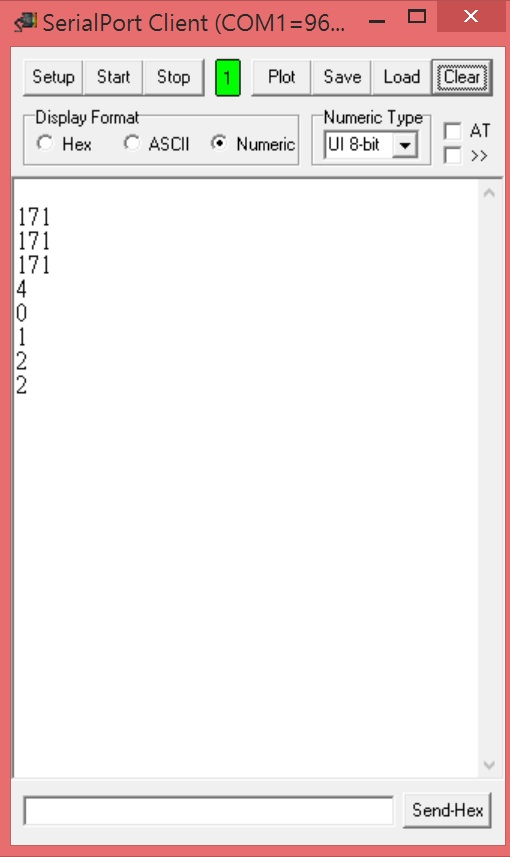 SerialPort Client (COM1=96...
Setup Start Stop 1 Plot Save Load Clear
Display Format
Hex ASCII Numeric
Numeric Type
UI 8-bit
AT
>>
171
171
171
4
0
1
2
2
Send-Hex